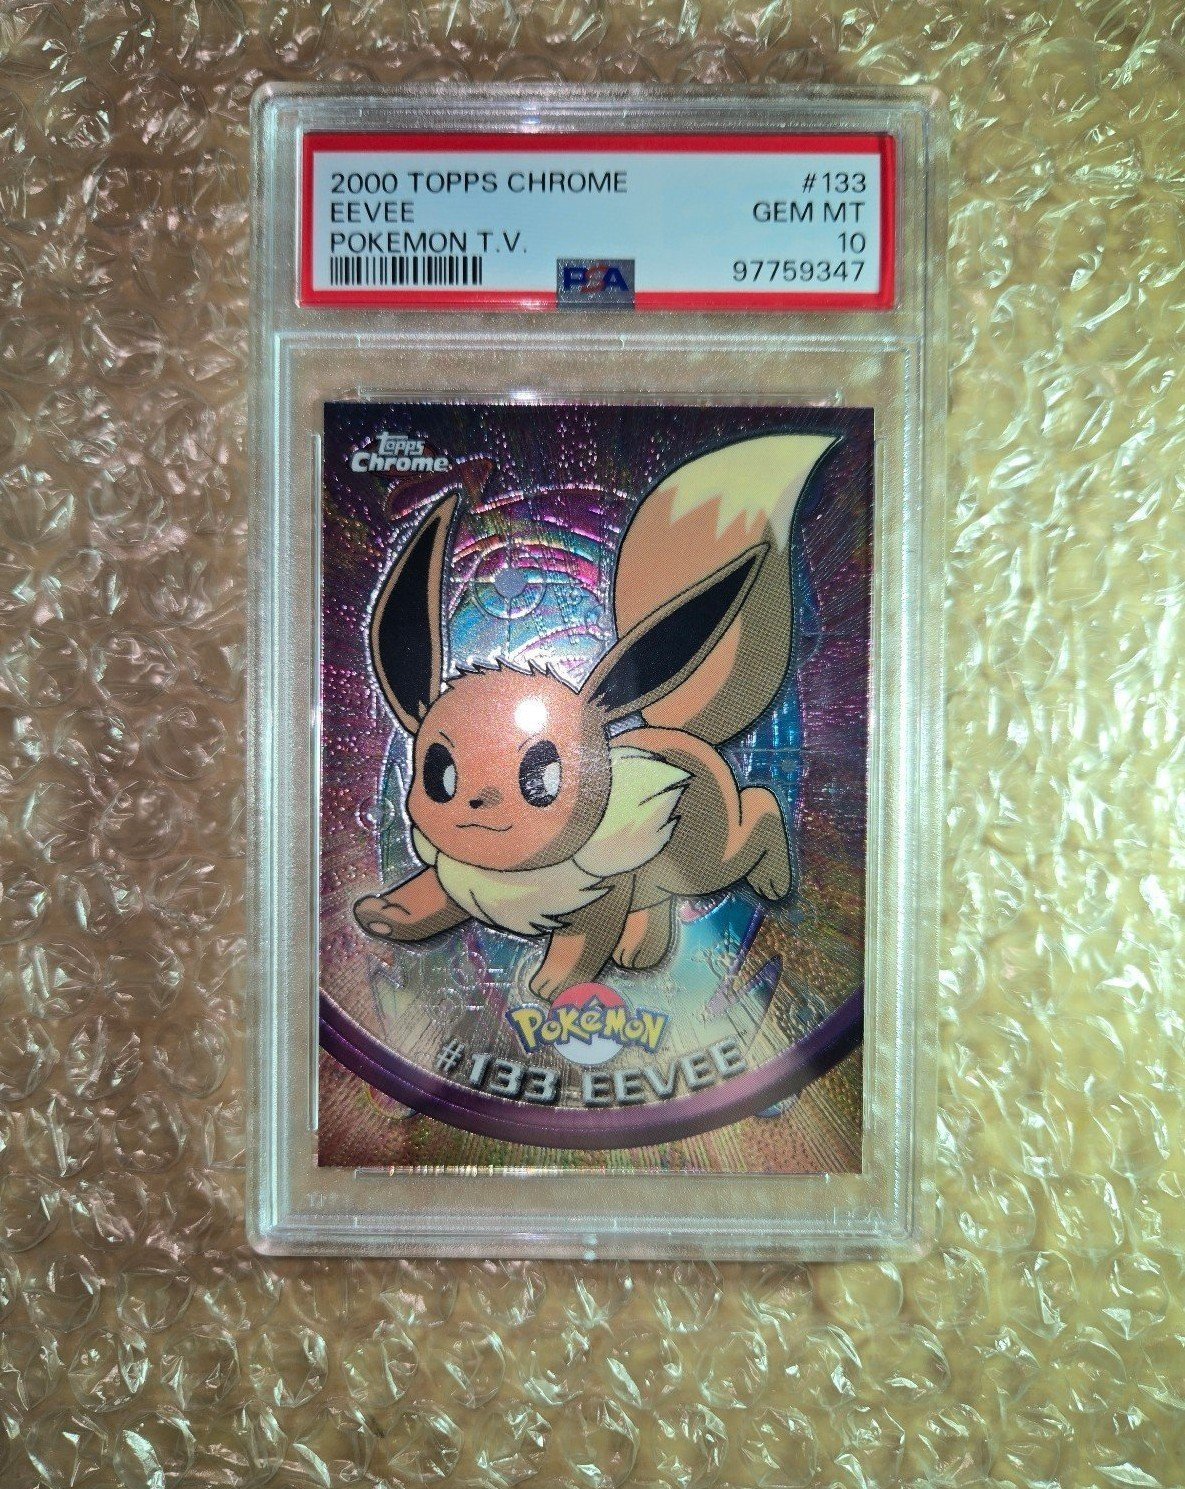 2000 TOPPS CHROME #133
EEVEE GEM MT
POKEMON T.V. 10
PSA 97759347
Topps
Chrome
POKéMON
#133 EEVEE